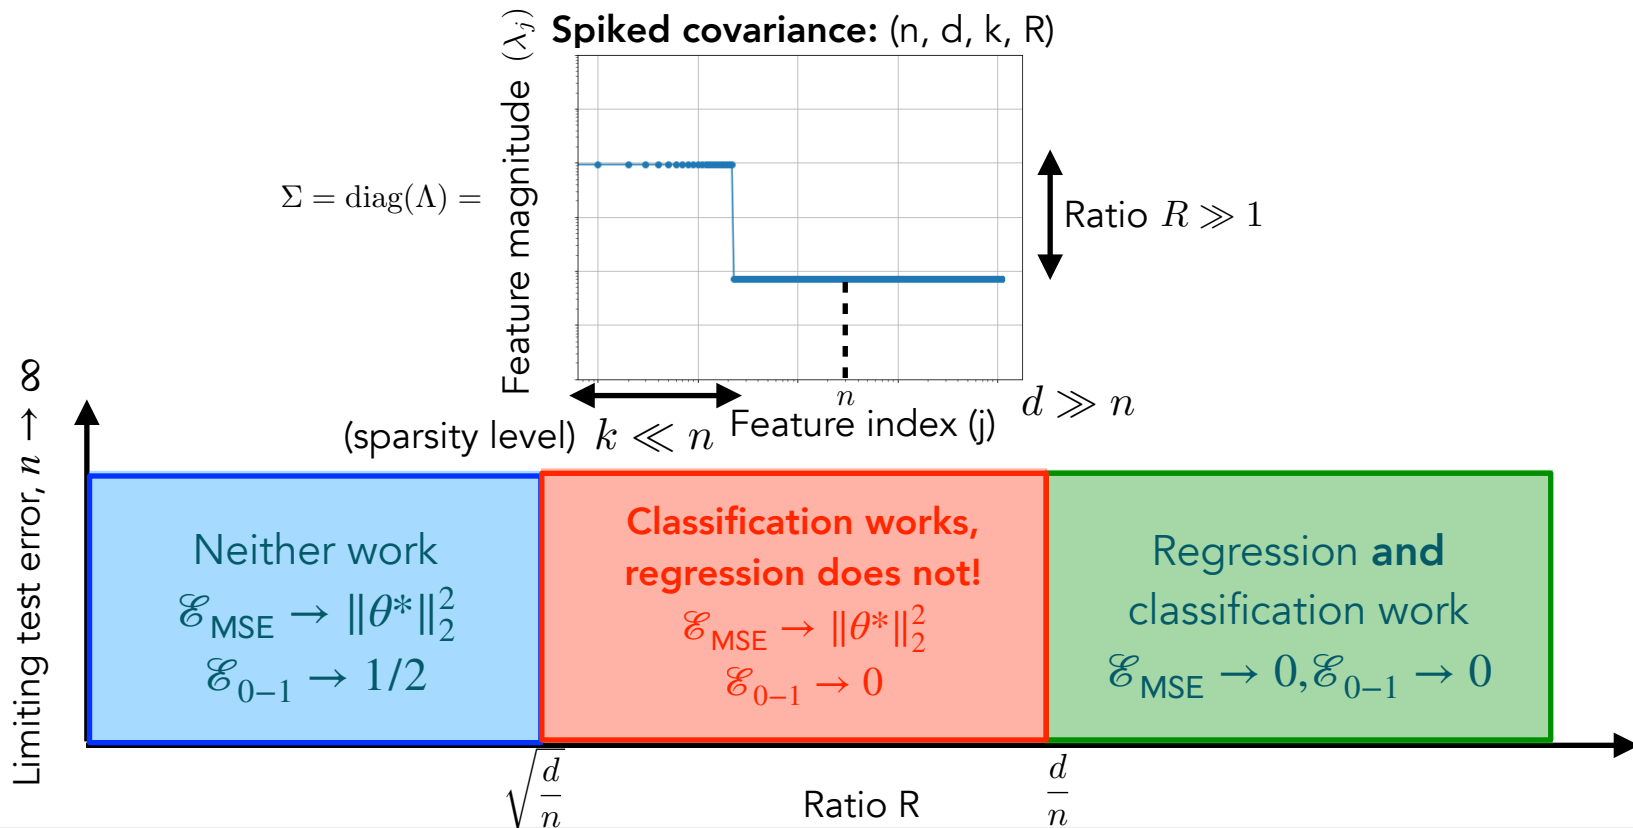 Spiked covariance: (n, d, k, R)
Feature magnitude (λ_j)
Σ = diag(Λ) =
Ratio R ≫ 1
n
d ≫ n
(sparsity level) k ≪ n
Feature index (j)
Limiting test error, n → ∞
Neither work
ℰ_MSE → ‖θ*‖₂²
ℰ_0−1 → 1/2
Classification works,
regression does not!
ℰ_MSE → ‖θ*‖₂²
ℰ_0−1 → 0
Regression and
classification work
ℰ_MSE → 0, ℰ_0−1 → 0
√(d/n)
d/n
Ratio R